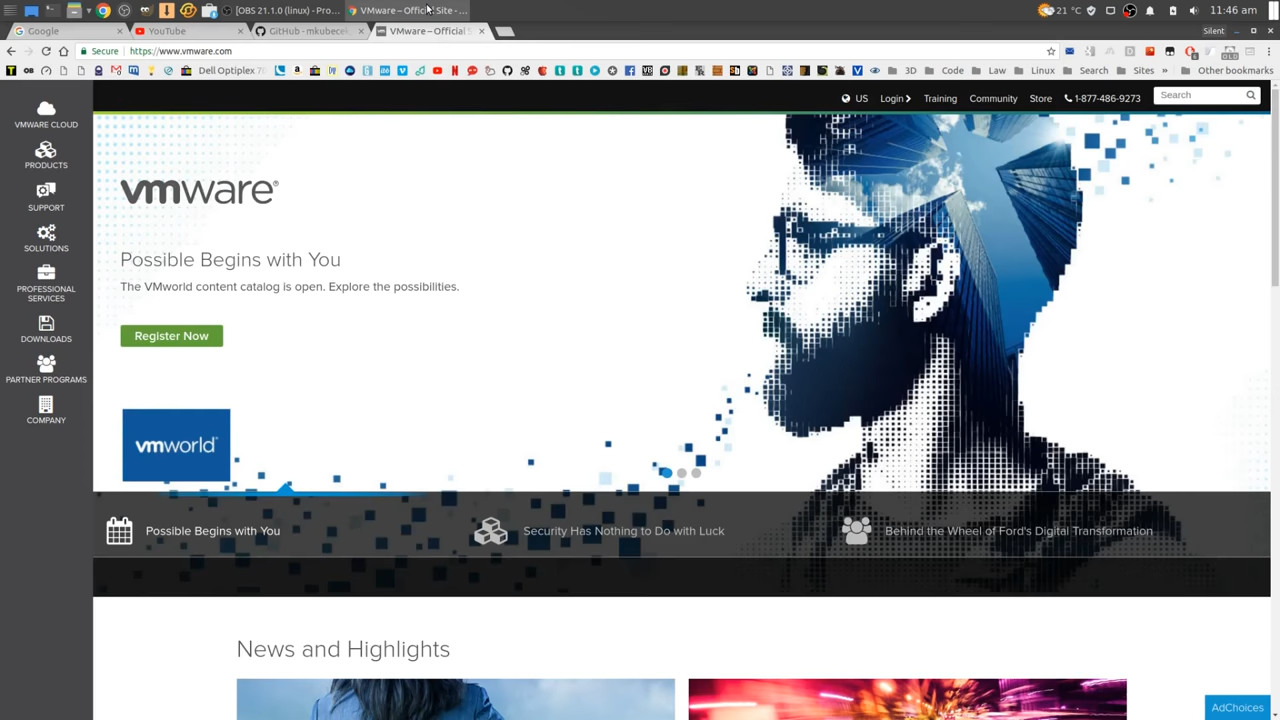 [OBS 21.1.0 (linux) - Pro...
VMware – Official Site - ...
21 °C
11:46 am
Google
YouTube
GitHub - mkubecek
VMware – Official S
Silent
Secure
https://www.vmware.com
Dell Optiplex 7
3D
Code
Law
Linux
Search
Sites
»
Other bookmarks
US
Login
Training
Community
Store
1-877-486-9273
Search
VMWARE CLOUD
PRODUCTS
SUPPORT
SOLUTIONS
PROFESSIONAL
SERVICES
DOWNLOADS
PARTNER PROGRAMS
COMPANY
vmware®
Possible Begins with You
The VMworld content catalog is open. Explore the possibilities.
Register Now
vmworld
Possible Begins with You
Security Has Nothing to Do with Luck
Behind the Wheel of Ford's Digital Transformation
News and Highlights
AdChoices